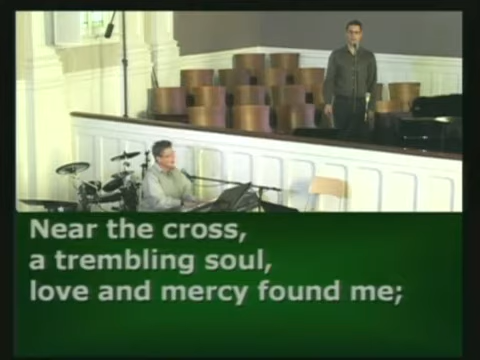 Near the cross,
a trembling soul,
love and mercy found me;